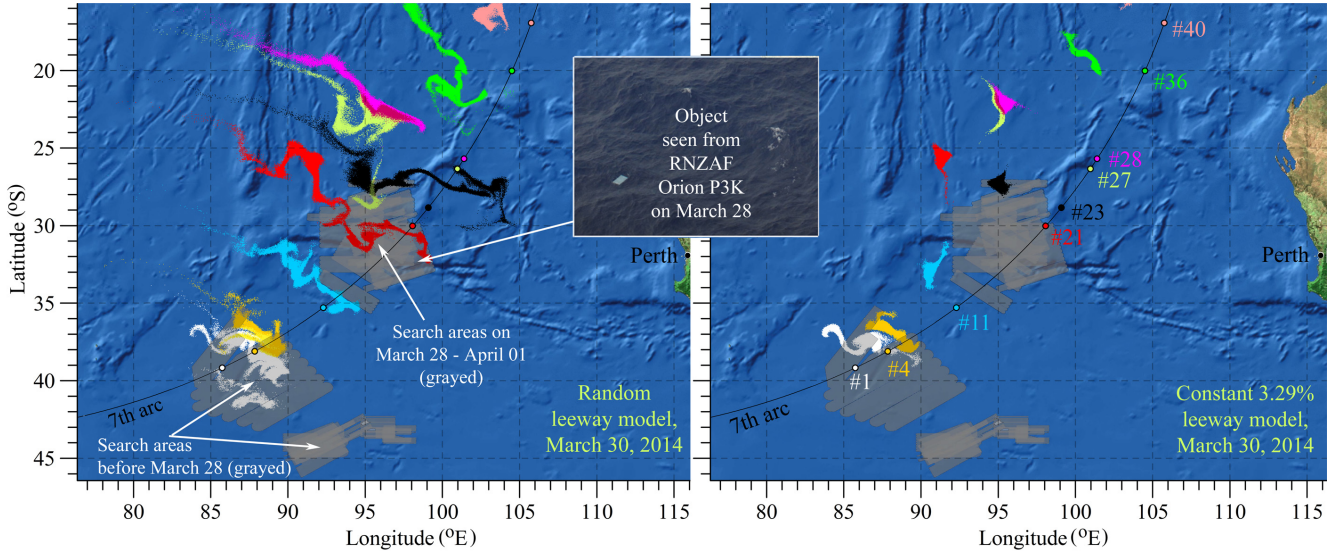 Latitude (°S)
20
25
30
35
40
45
80
85
90
95
100
105
110
115
Longitude (°E)
Perth
7th arc
Search areas
before March 28 (grayed)
Search areas on
March 28 - April 01
(grayed)
Random
leeway model,
March 30, 2014
Object
seen from
RNZAF
Orion P3K
on March 28
#40
#36
#28
#27
#23
#21
#11
#4
#1
Perth
7th arc
Constant 3.29%
leeway model,
March 30, 2014
80
85
90
95
100
105
110
115
Longitude (°E)